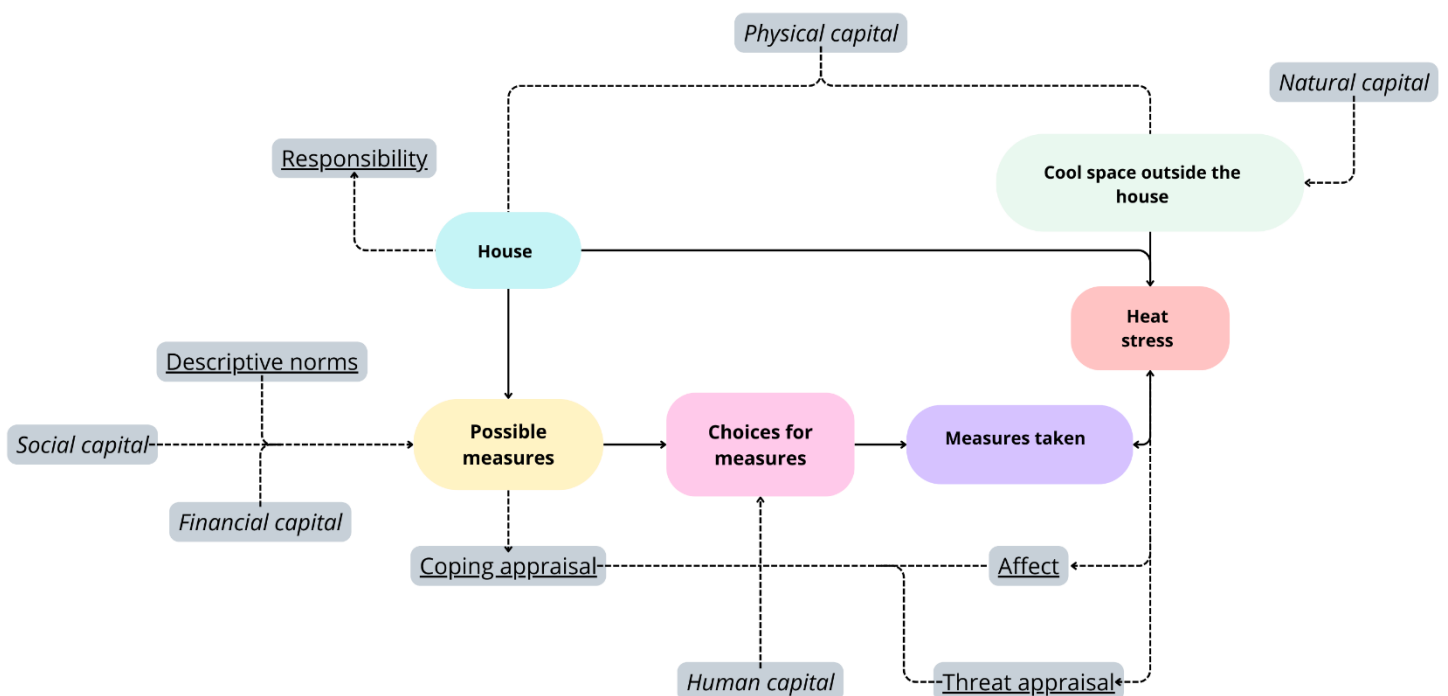 Physical capital
Natural capital
Responsibility
Cool space outside the
house
House
Heat
stress
Descriptive norms
Social capital
Possible
measures
Choices for
measures
Measures taken
Financial capital
Coping appraisal
Affect
Human capital
Threat appraisal